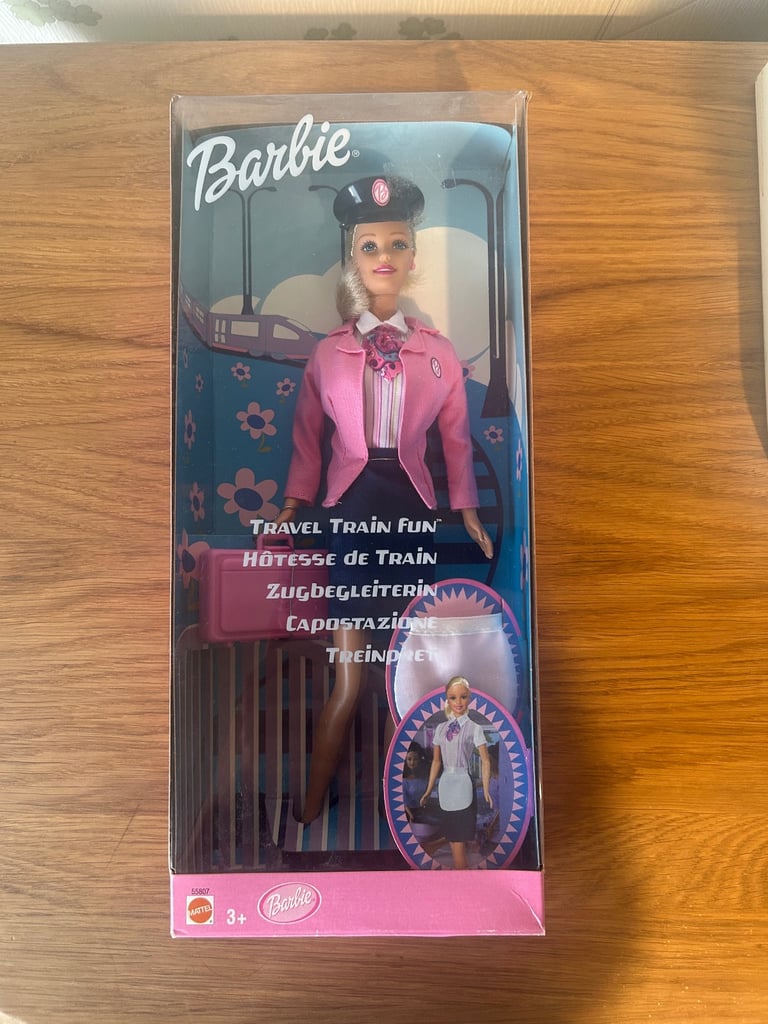 Barbie®
B
B
TRAVEL TRAIN FUN™
HÔTESSE DE TRAIN
ZUGBEGLEITERIN
CAPOSTAZIONE
TREINPRET
55807
MATTEL
3+
Barbie